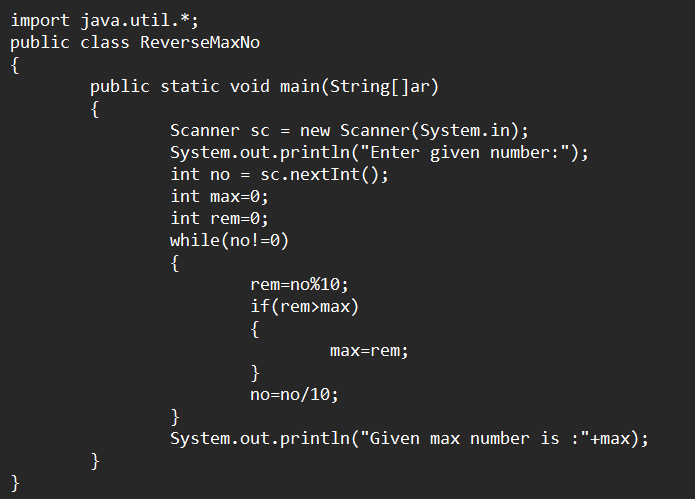 import java.util.*;
public class ReverseMaxNo
{
public static void main(String[]ar)
{
Scanner sc = new Scanner(System.in);
System.out.println("Enter given number:");
int no = sc.nextInt();
int max=0;
int rem=0;
while(no!=0)
{
rem=no%10;
if(rem>max)
{
max=rem;
}
no=no/10;
}
System.out.println("Given max number is :"+max);
}
}